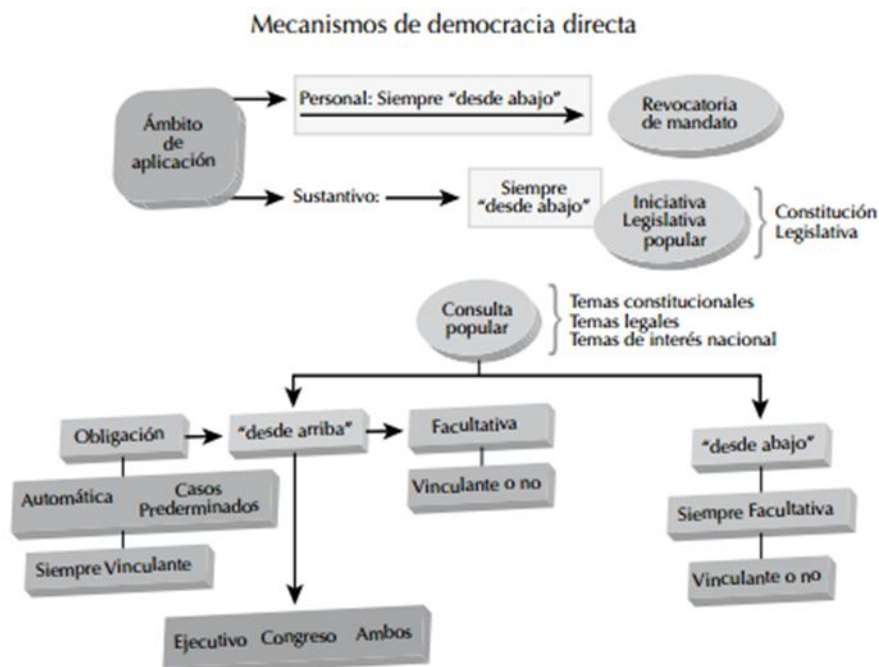 Mecanismos de democracia directa
Ámbito
de
aplicación
Personal: Siempre "desde abajo"
Revocatoria
de mandato
Sustantivo:
Siempre
"desde abajo"
Iniciativa
Legislativa
popular
Constitución
Legislativa
Consulta
popular
Temas constitucionales
Temas legales
Temas de interés nacional
Obligación
"desde arriba"
Facultativa
"desde abajo"
Automática
Casos
Prederminados
Vinculante o no
Siempre Facultativa
Siempre Vinculante
Vinculante o no
Ejecutivo Congreso Ambos